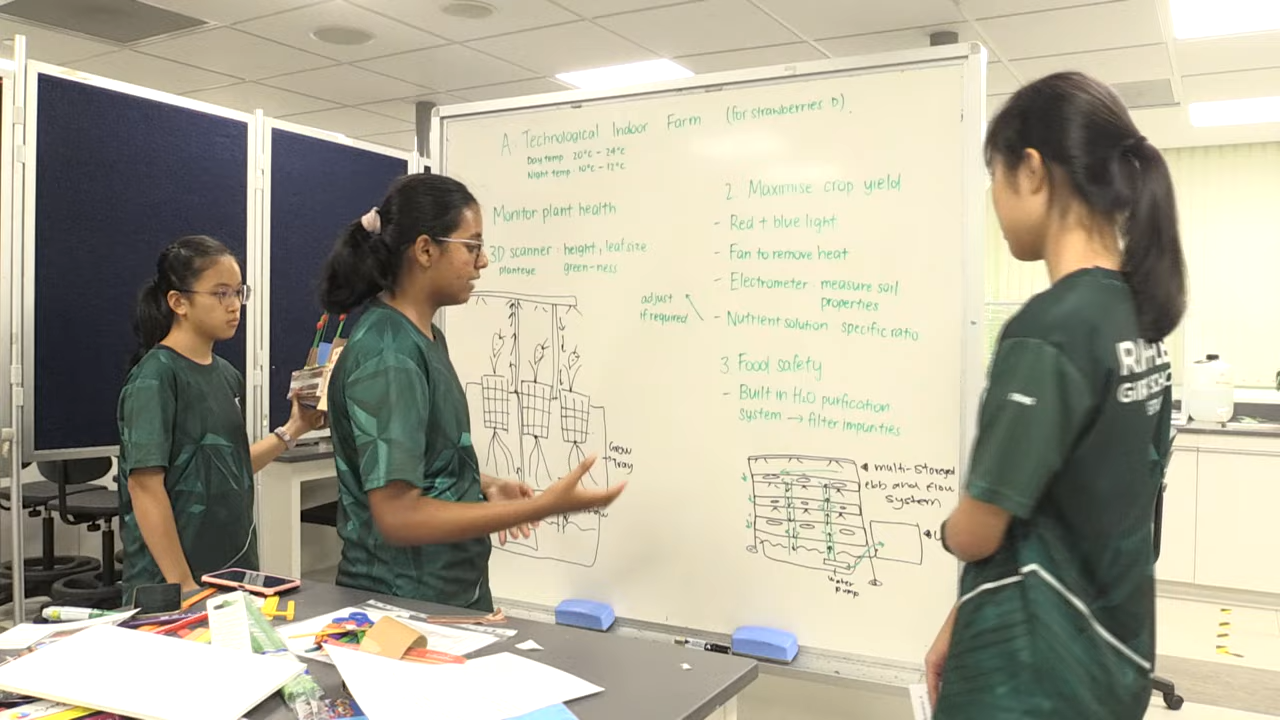 A. Technological Indoor Farm (for strawberries D).
Day temp: 20°C - 24°C
Night temp: 10°C - 12°C
Monitor plant health
3D scanner: height, leaf size
planteye green-ness
adjust
if required
Grow
Tray
2. Maximise crop yield
- Red + blue light
- Fan to remove heat
- Electrometer: measure soil
properties
- Nutrient solution specific ratio
3. Food safety
- Built in H2O purification
system → filter impurities
multi-storeyed
ebb and flow
system
water
pump